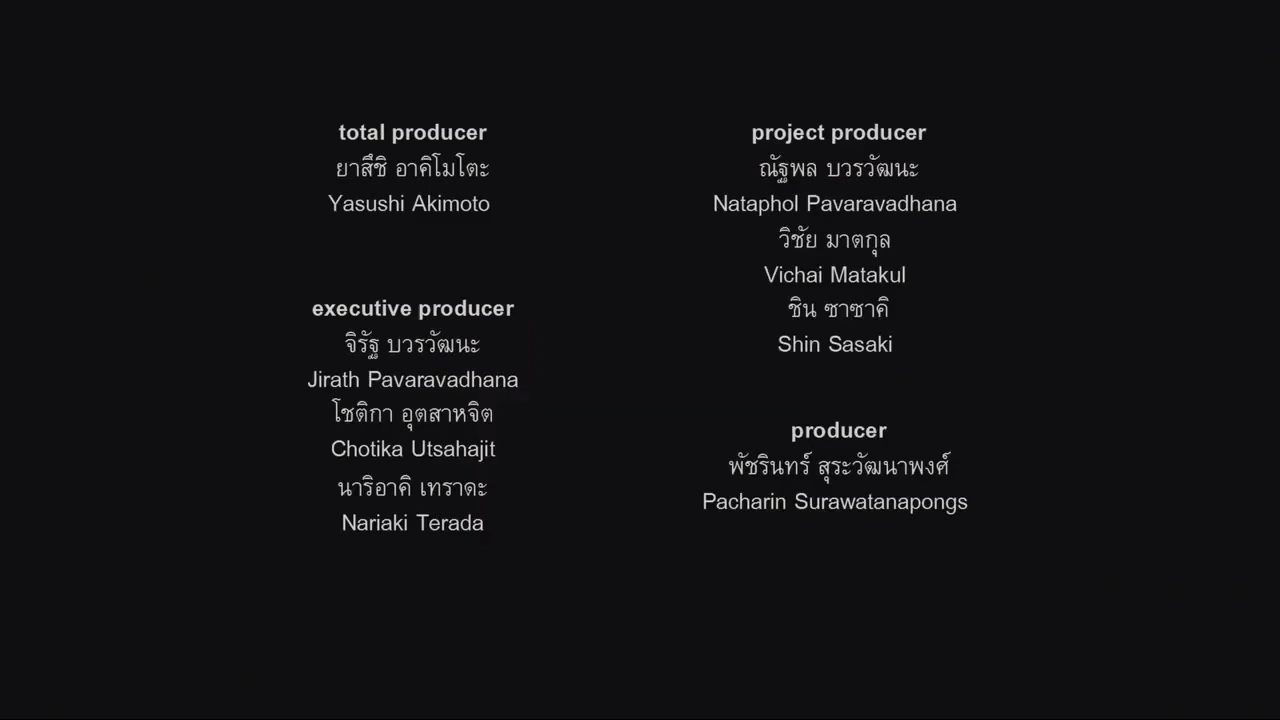 total producer
ยาสึชิ อาคิโมโตะ
Yasushi Akimoto
executive producer
จิรัฐ บวรวัฒนะ
Jirath Pavaravadhana
โชติกา อุตสาหจิต
Chotika Utsahajit
นาริอาคิ เทราดะ
Nariaki Terada
project producer
ณัฐพล บวรวัฒนะ
Nataphol Pavaravadhana
วิชัย มาตกุล
Vichai Matakul
ชิน ซาซาคิ
Shin Sasaki
producer
พัชรินทร์ สุระวัฒนาพงศ์
Pacharin Surawatanapongs